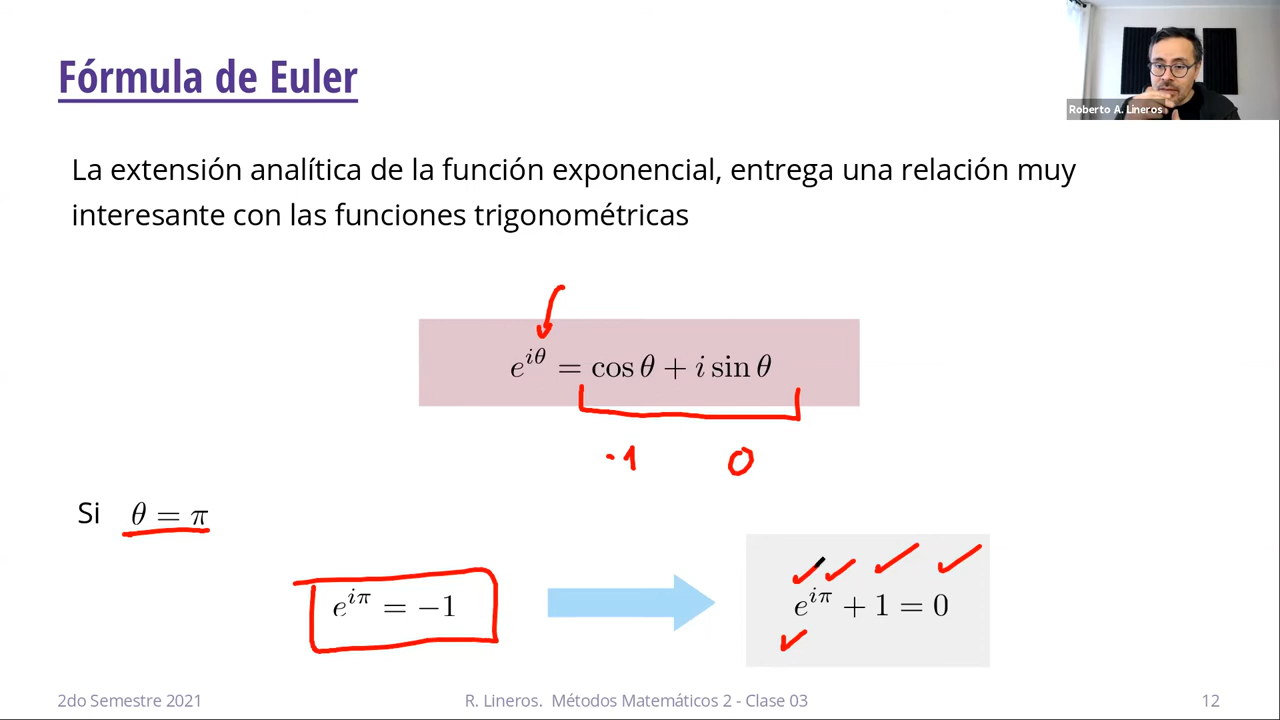 Fórmula de Euler
Roberto A. Lineros
La extensión analítica de la función exponencial, entrega una relación muy
interesante con las funciones trigonométricas
e^{iθ} = cos θ + i sin θ
-1 0
Si θ = π
e^{iπ} = −1
e^{iπ} + 1 = 0
2do Semestre 2021
R. Lineros. Métodos Matemáticos 2 - Clase 03
12